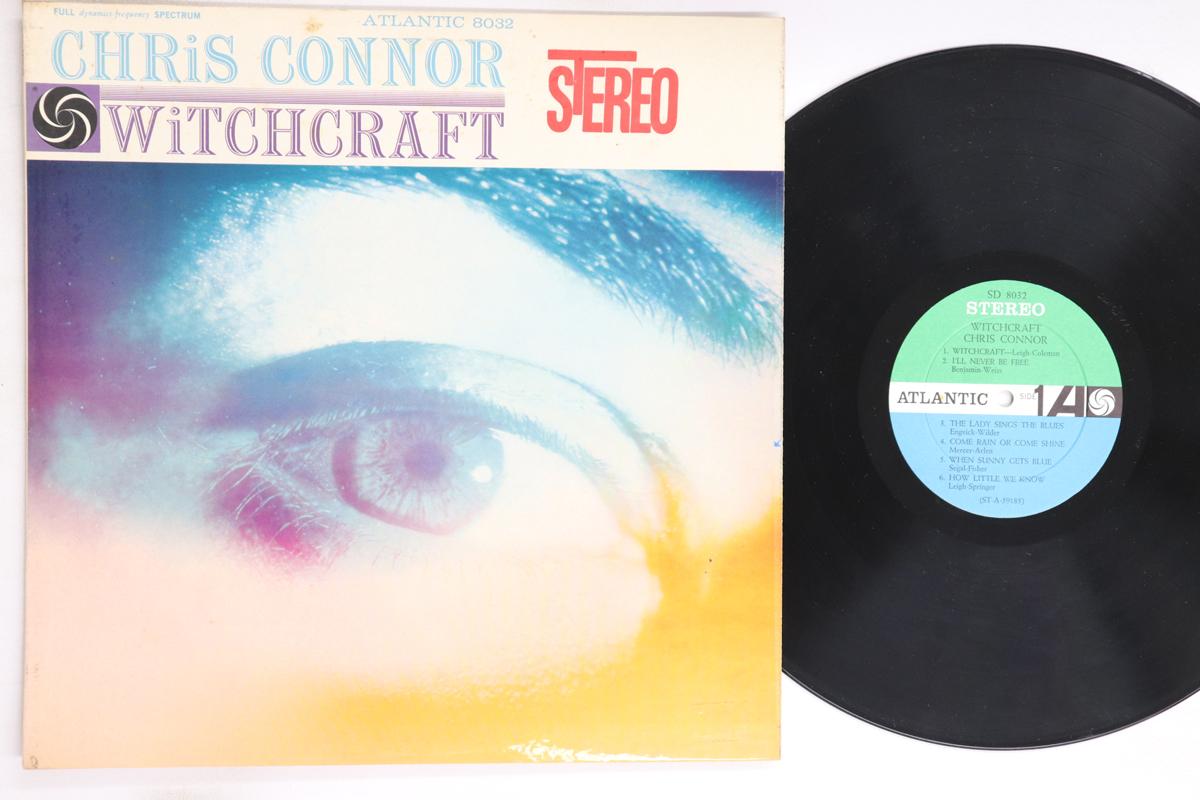 FULL dynamics-frequency SPECTRUM
ATLANTIC 8032
CHRiS CONNOR
WiTCHCRAFT
STEREO
SD 8032
STEREO
WITCHCRAFT
CHRIS CONNOR
1. WITCHCRAFT—Leigh-Coleman
2. I'LL NEVER BE FREE
Benjamin-Weiss
ATLANTIC SIDE 1 A
3. THE LADY SINGS THE BLUES
Engvick-Wilder
4. COME RAIN OR COME SHINE
Mercer-Arlen
5. WHEN SUNNY GETS BLUE
Segal-Fisher
6. HOW LITTLE WE KNOW
Leigh-Springer
(ST-A-59185)